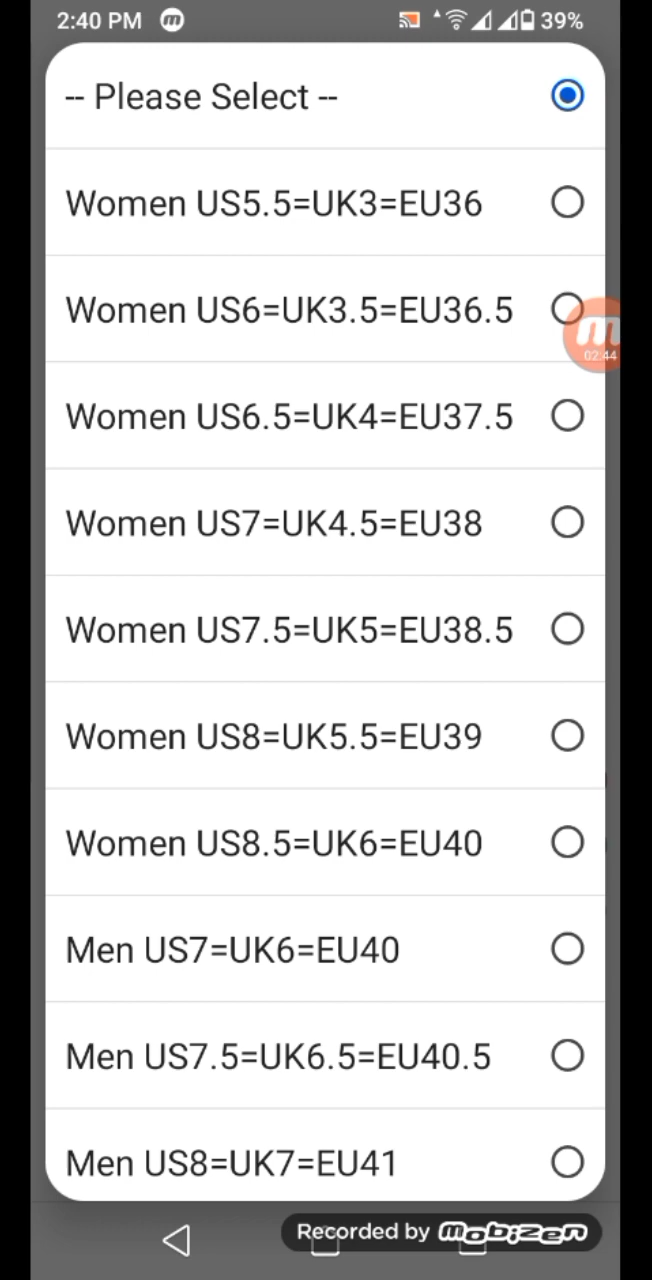 2:40 PM m 39%
-- Please Select --
Women US5.5=UK3=EU36
Women US6=UK3.5=EU36.5
m
02:44
Women US6.5=UK4=EU37.5
Women US7=UK4.5=EU38
Women US7.5=UK5=EU38.5
Women US8=UK5.5=EU39
Women US8.5=UK6=EU40
Men US7=UK6=EU40
Men US7.5=UK6.5=EU40.5
Men US8=UK7=EU41
Recorded by mobizen